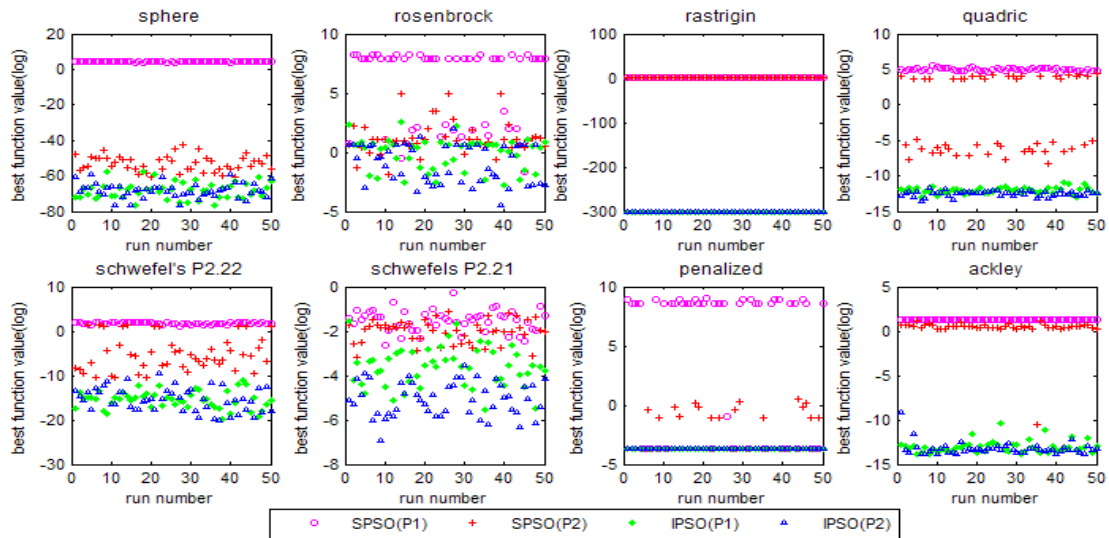 sphere
rosenbrock
rastrigin
quadric
best function value(log)
20
0
-20
-40
-60
-80
0 10 20 30 40 50
run number
best function value(log)
10
5
0
-5
0 10 20 30 40 50
run number
best function value(log)
100
0
-100
-200
-300
0 10 20 30 40 50
run number
best function value(log)
10
5
0
-5
-10
-15
0 10 20 30 40 50
run number
schwefel's P2.22
schwefels P2.21
penalized
ackley
best function value(log)
10
0
-10
-20
-30
0 10 20 30 40 50
run number
best function value(log)
0
-2
-4
-6
-8
0 10 20 30 40 50
run number
best function value(log)
10
5
0
-5
0 10 20 30 40 50
run number
best function value(log)
5
0
-5
-10
-15
0 10 20 30 40 50
run number
SPSO(P1) SPSO(P2) IPSO(P1) IPSO(P2)